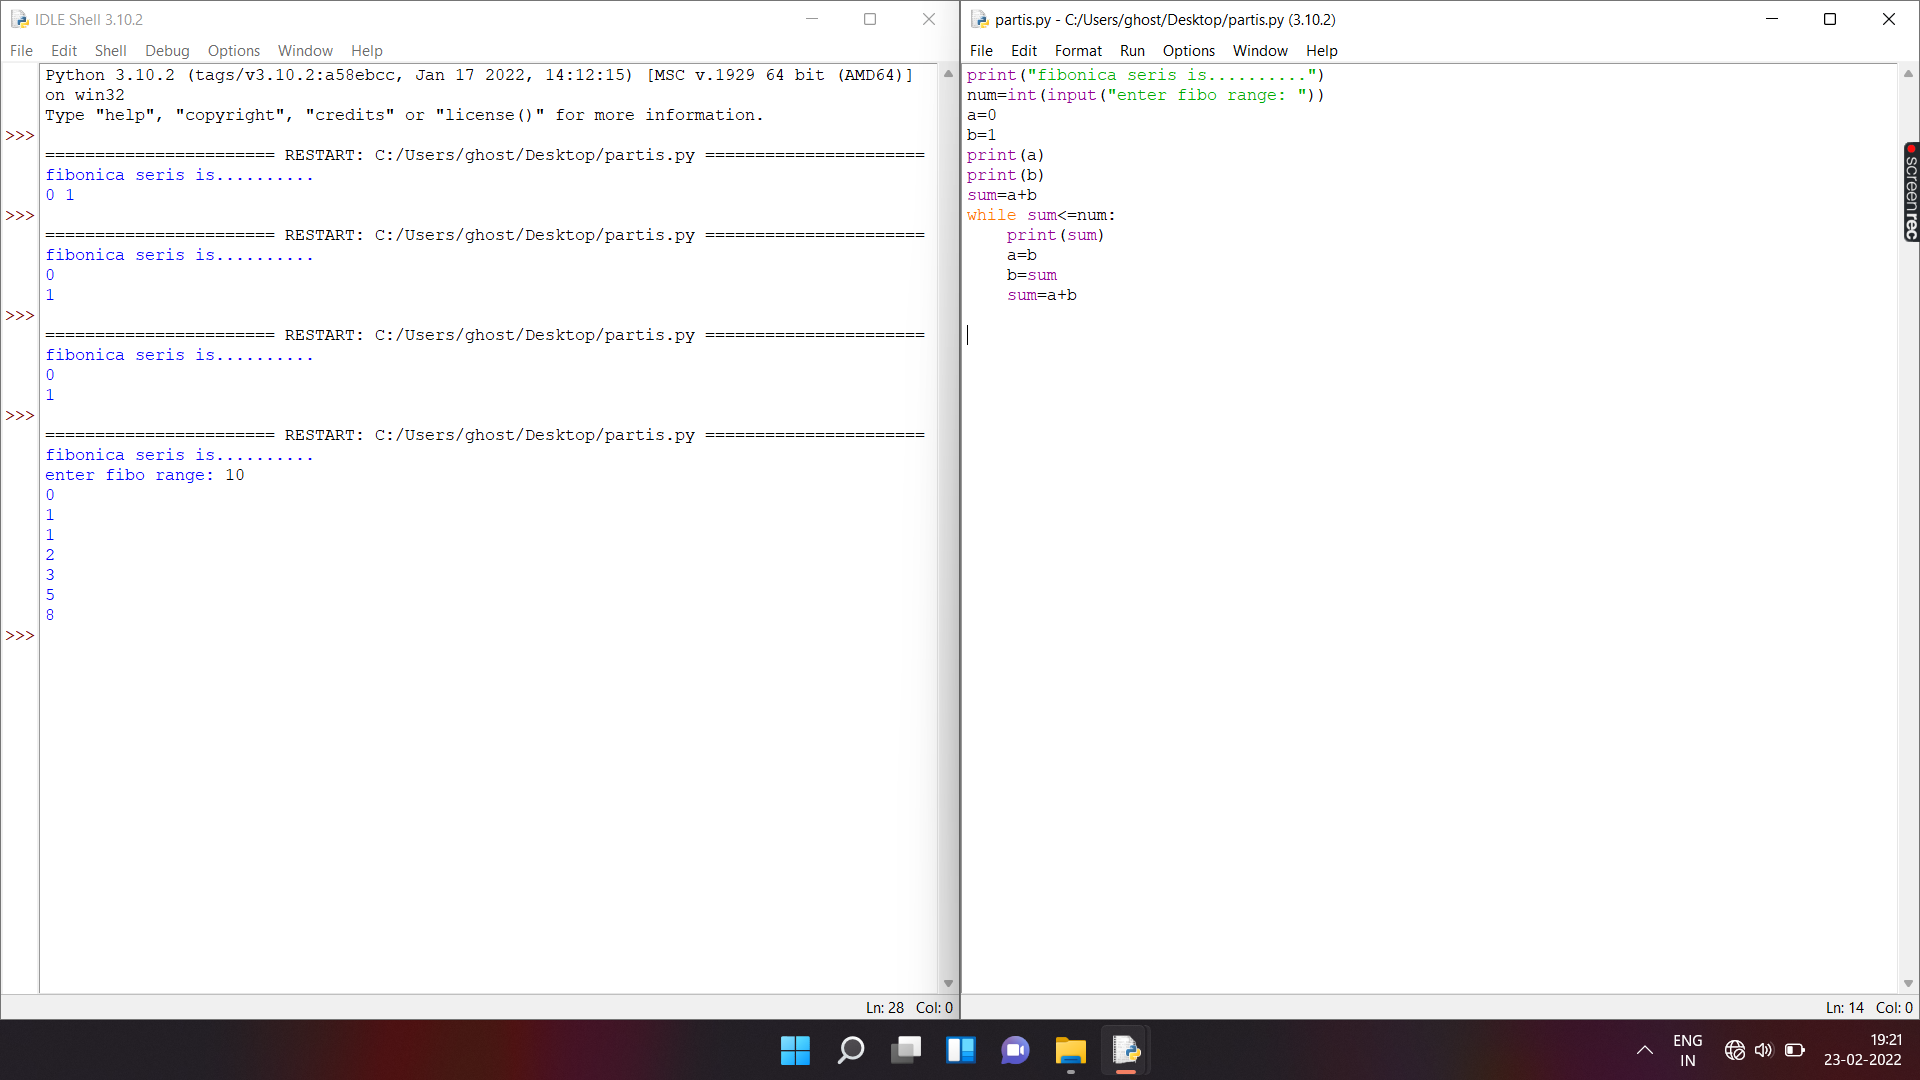 IDLE Shell 3.10.2
File Edit Shell Debug Options Window Help
Python 3.10.2 (tags/v3.10.2:a58ebcc, Jan 17 2022, 14:12:15) [MSC v.1929 64 bit (AMD64)]
on win32
Type "help", "copyright", "credits" or "license()" for more information.
>>>
======================= RESTART: C:/Users/ghost/Desktop/partis.py ======================
fibonica seris is..........
0 1
>>>
======================= RESTART: C:/Users/ghost/Desktop/partis.py ======================
fibonica seris is..........
0
1
>>>
======================= RESTART: C:/Users/ghost/Desktop/partis.py ======================
fibonica seris is..........
0
1
>>>
======================= RESTART: C:/Users/ghost/Desktop/partis.py ======================
fibonica seris is..........
enter fibo range: 10
0
1
1
2
3
5
8
>>>
Ln: 28 Col: 0
partis.py - C:/Users/ghost/Desktop/partis.py (3.10.2)
File Edit Format Run Options Window Help
print("fibonica seris is..........")
num=int(input("enter fibo range: "))
a=0
b=1
print(a)
print(b)
sum=a+b
while sum<=num:
    print(sum)
    a=b
    b=sum
    sum=a+b
screenrec
Ln: 14 Col: 0
ENG
IN
19:21
23-02-2022